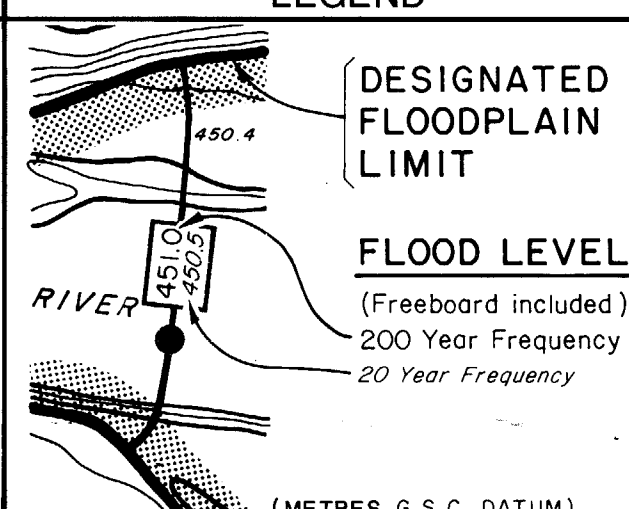 LEGEND
DESIGNATED
FLOODPLAIN
LIMIT
450.4
451.0
450.5
FLOOD LEVEL
(Freeboard included)
200 Year Frequency
20 Year Frequency
RIVER
(METRES G.S.C. DATUM)